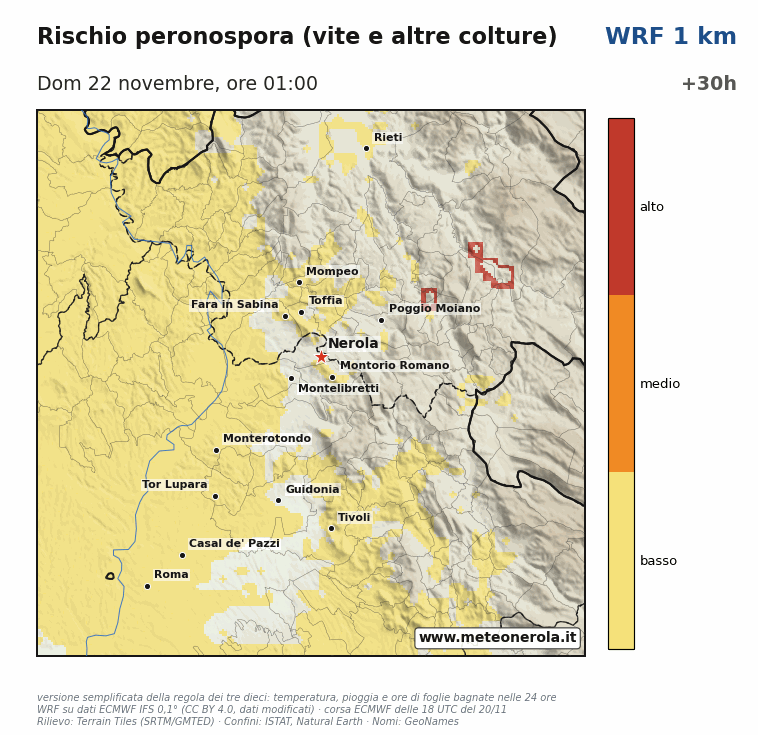 Rischio peronospora (vite e altre colture)
WRF 1 km
Dom 22 novembre, ore 01:00
+30h
Rieti
alto
Mompeo
Toffia
Fara in Sabina
Poggio Moiano
Nerola
Montorio Romano
Montelibretti
medio
Monterotondo
Tor Lupara
Guidonia
Tivoli
Casal de' Pazzi
basso
Roma
www.meteonerola.it
versione semplificata della regola dei tre dieci: temperatura, pioggia e ore di foglie bagnate nelle 24 ore
WRF su dati ECMWF IFS 0,1° (CC BY 4.0, dati modificati) · corsa ECMWF delle 18 UTC del 20/11
Rilievo: Terrain Tiles (SRTM/GMTED) · Confini: ISTAT, Natural Earth · Nomi: GeoNames